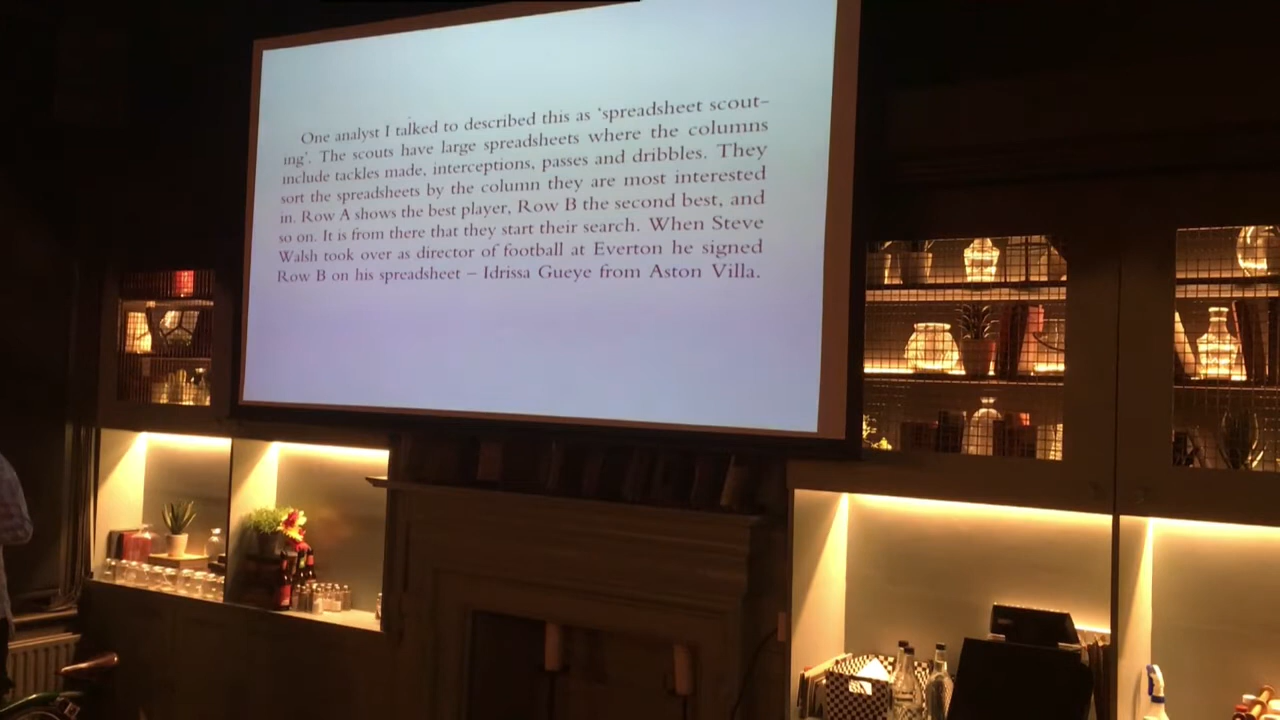 One analyst I talked to described this as ‘spreadsheet scout-
ing’. The scouts have large spreadsheets where the columns
include tackles made, interceptions, passes and dribbles. They
sort the spreadsheets by the column they are most interested
in. Row A shows the best player, Row B the second best, and
so on. It is from there that they start their search. When Steve
Walsh took over as director of football at Everton he signed
Row B on his spreadsheet – Idrissa Gueye from Aston Villa.